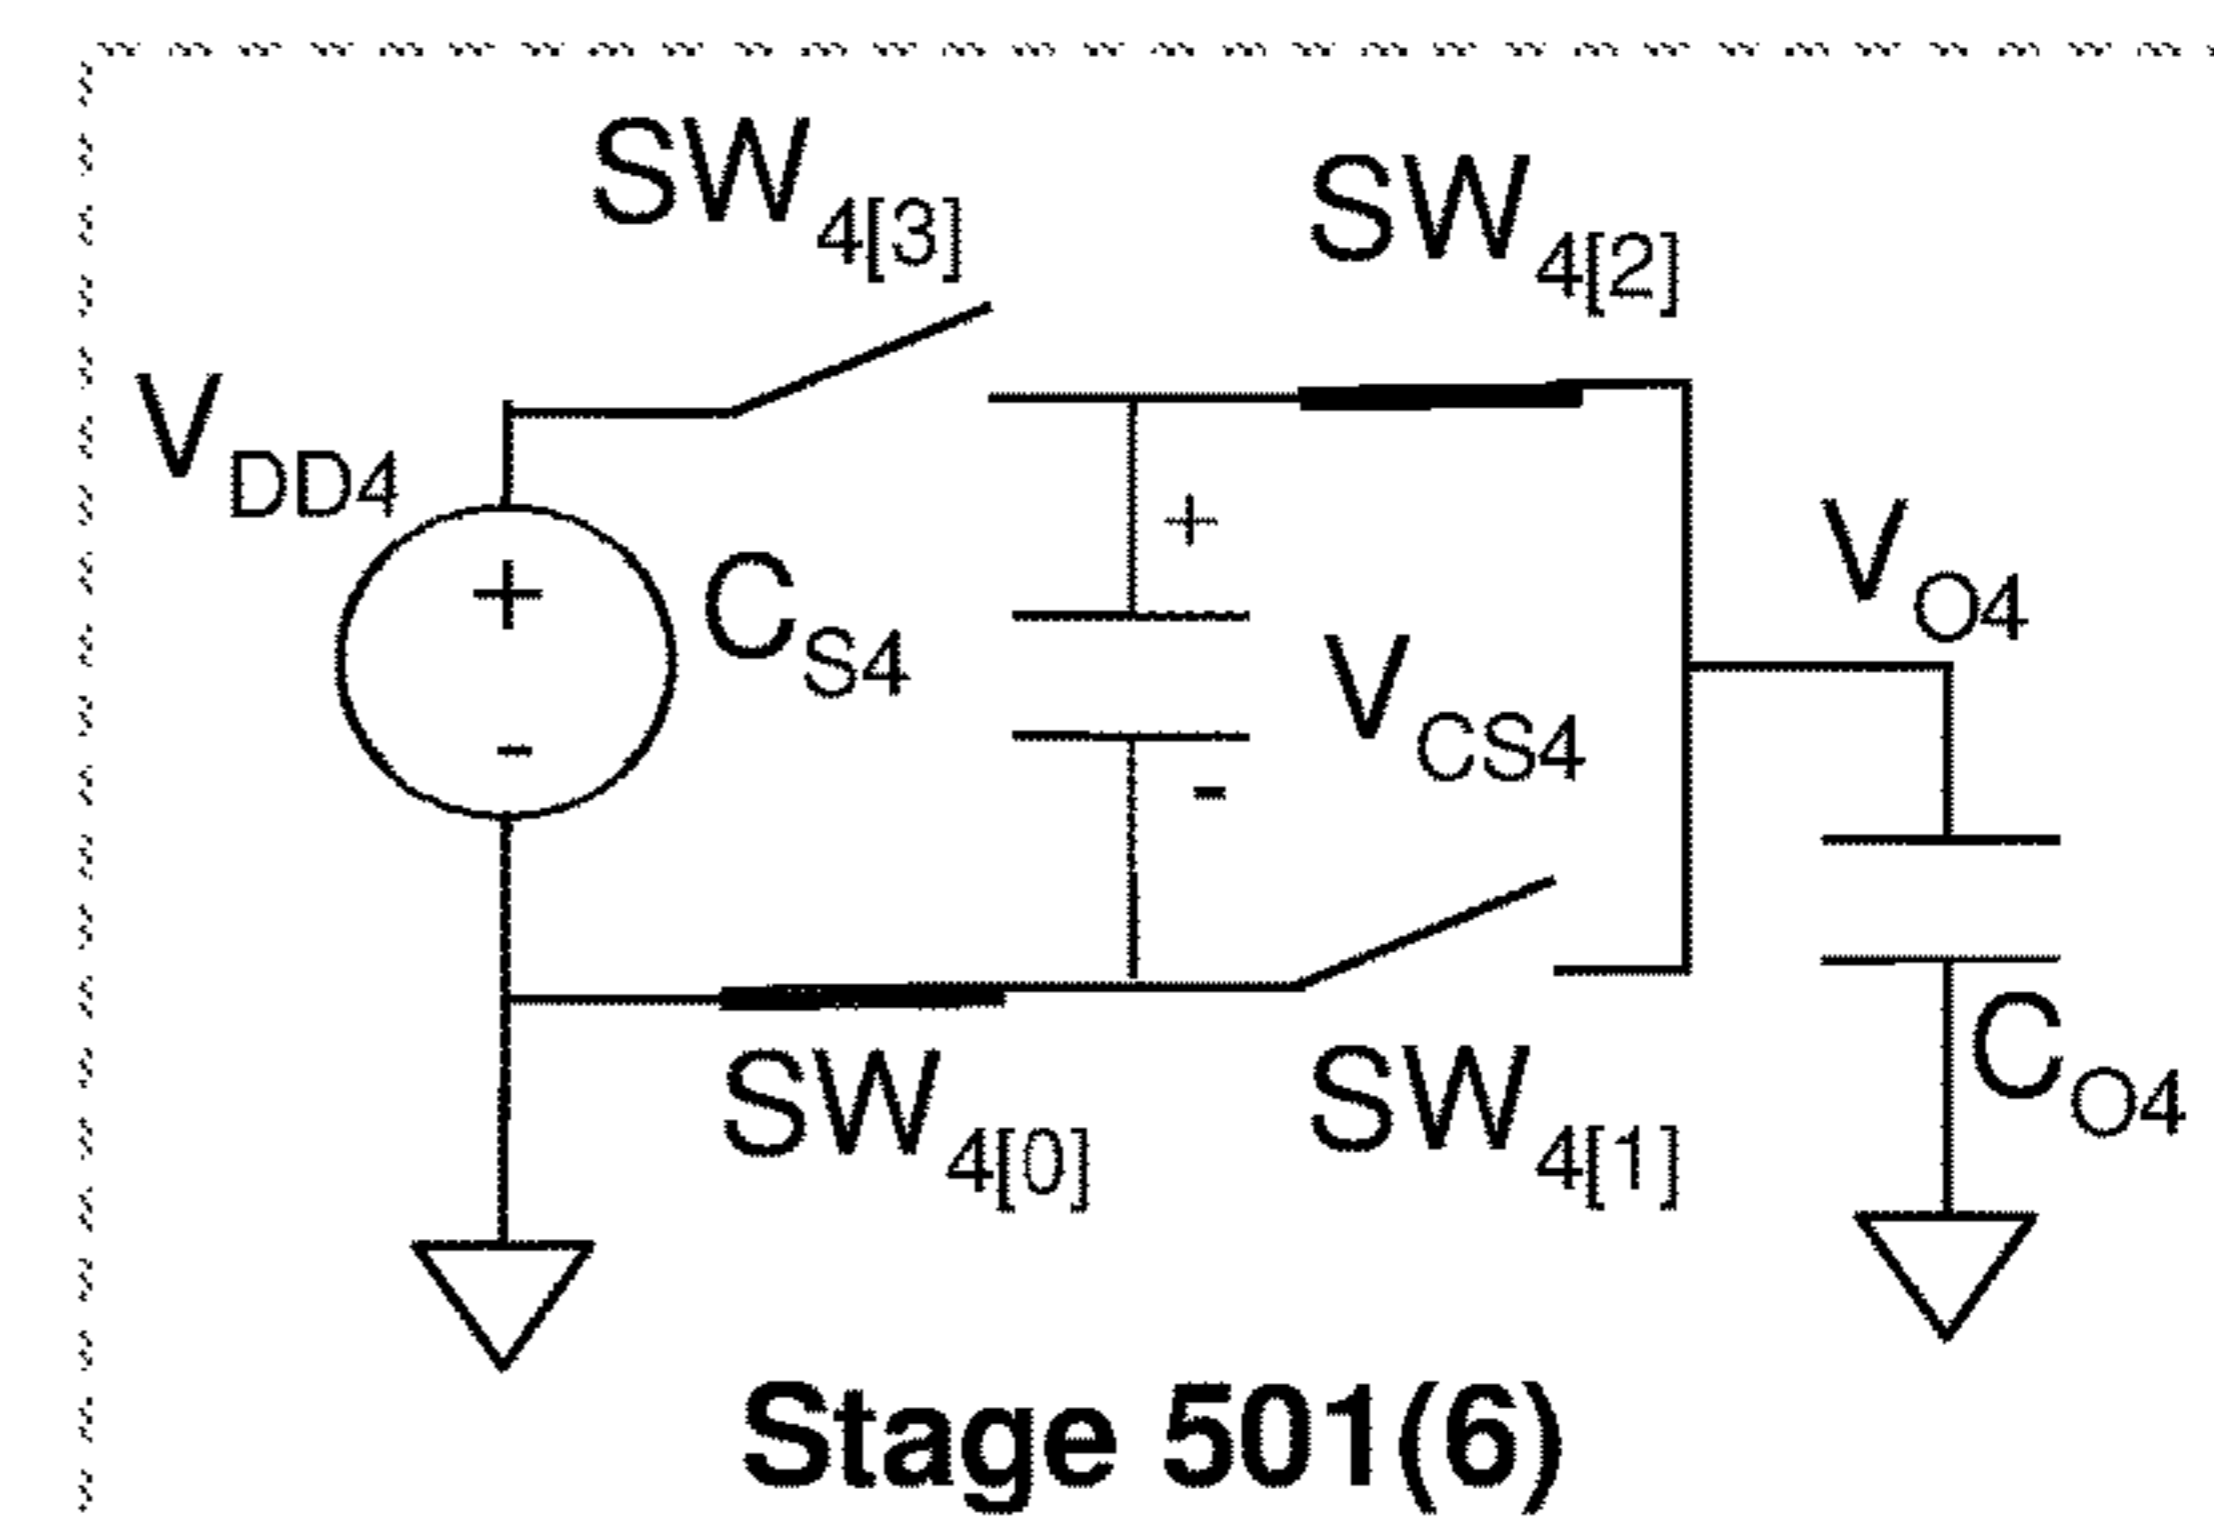 SW4[3]
SW4[2]
VDD4
+
+
CS4
VO4
VCS4
-
-
CO4
SW4[0]
SW4[1]
Stage 501(6)